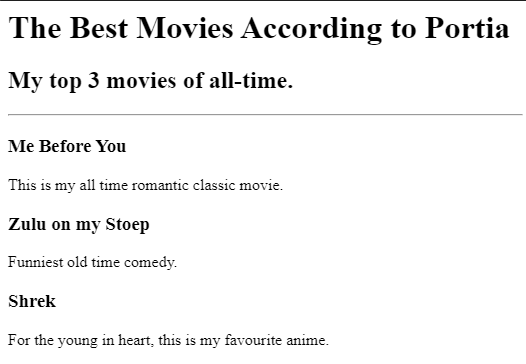 The Best Movies According to Portia
My top 3 movies of all-time.
Me Before You
This is my all time romantic classic movie.
Zulu on my Stoep
Funniest old time comedy.
Shrek
For the young in heart, this is my favourite anime.